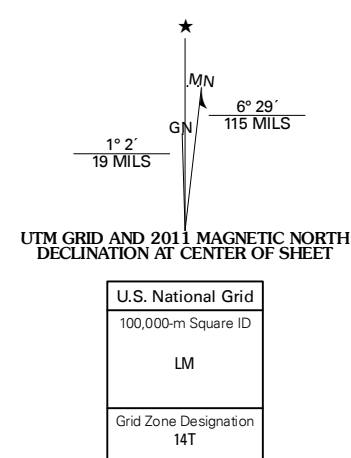 MN
6° 29´
115 MILS
GN
1° 2´
19 MILS
UTM GRID AND 2011 MAGNETIC NORTH
DECLINATION AT CENTER OF SHEET
U.S. National Grid
100,000-m Square ID
LM
Grid Zone Designation
14T